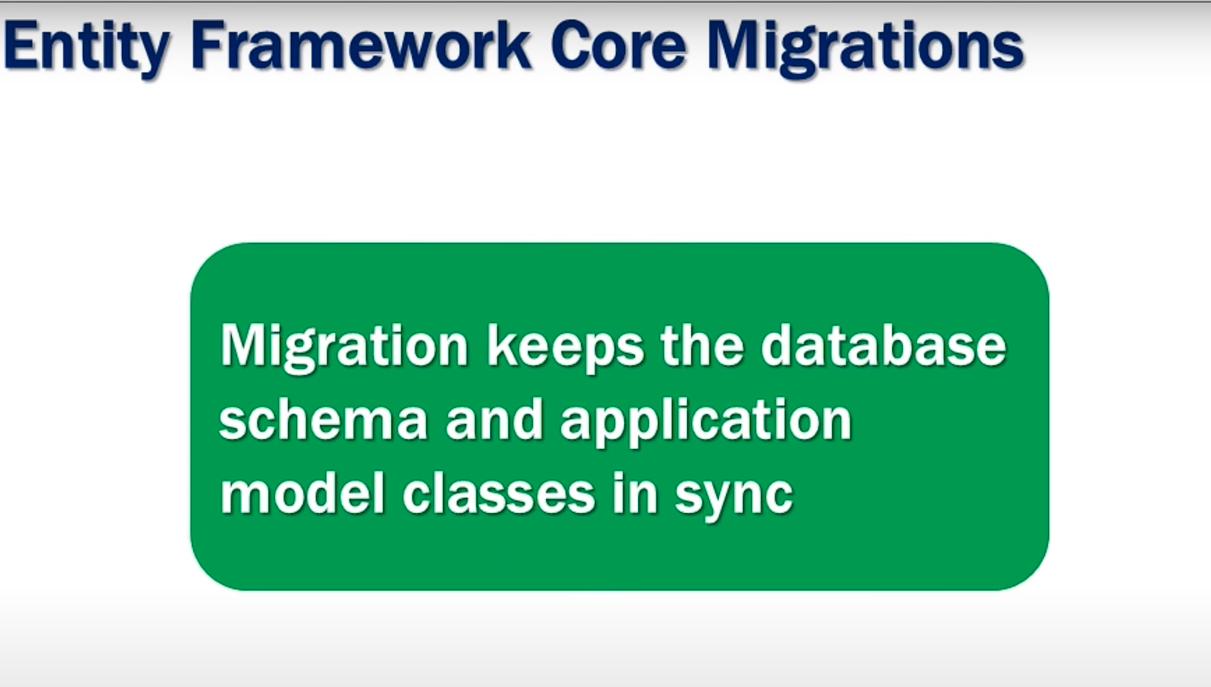 Entity Framework Core Migrations
Migration keeps the database
schema and application
model classes in sync